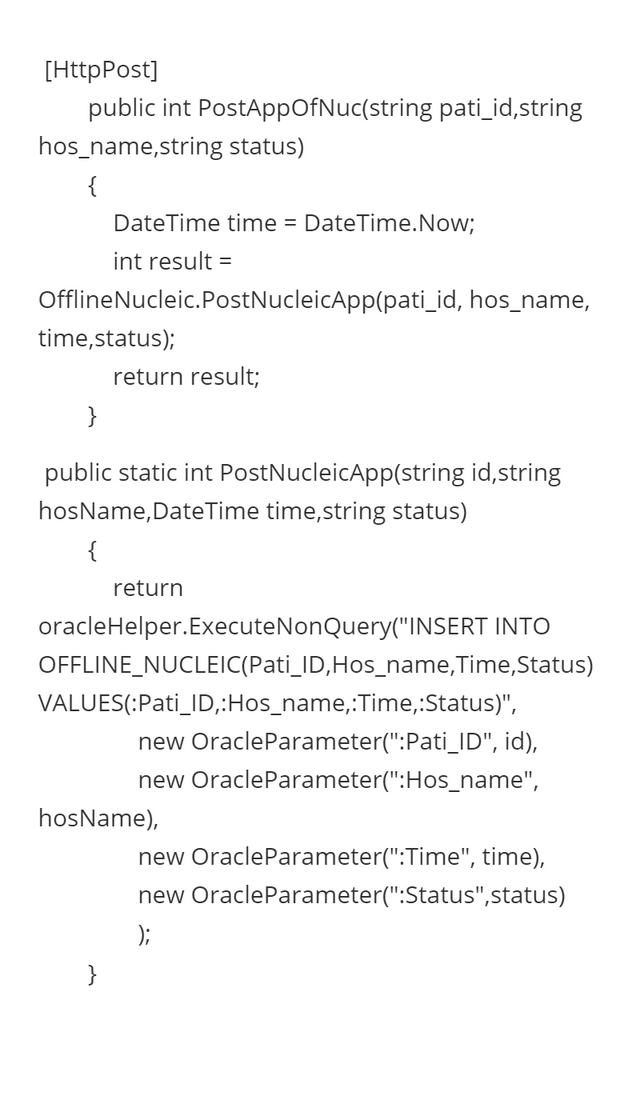 [HttpPost]
public int PostAppOfNuc(string pati_id,string
hos_name,string status)
{
DateTime time = DateTime.Now;
int result =
OfflineNucleic.PostNucleicApp(pati_id, hos_name,
time,status);
return result;
}
public static int PostNucleicApp(string id,string
hosName,DateTime time,string status)
{
return
oracleHelper.ExecuteNonQuery("INSERT INTO
OFFLINE_NUCLEIC(Pati_ID,Hos_name,Time,Status)
VALUES(:Pati_ID,:Hos_name,:Time,:Status)",
new OracleParameter(":Pati_ID", id),
new OracleParameter(":Hos_name",
hosName),
new OracleParameter(":Time", time),
new OracleParameter(":Status",status)
);
}